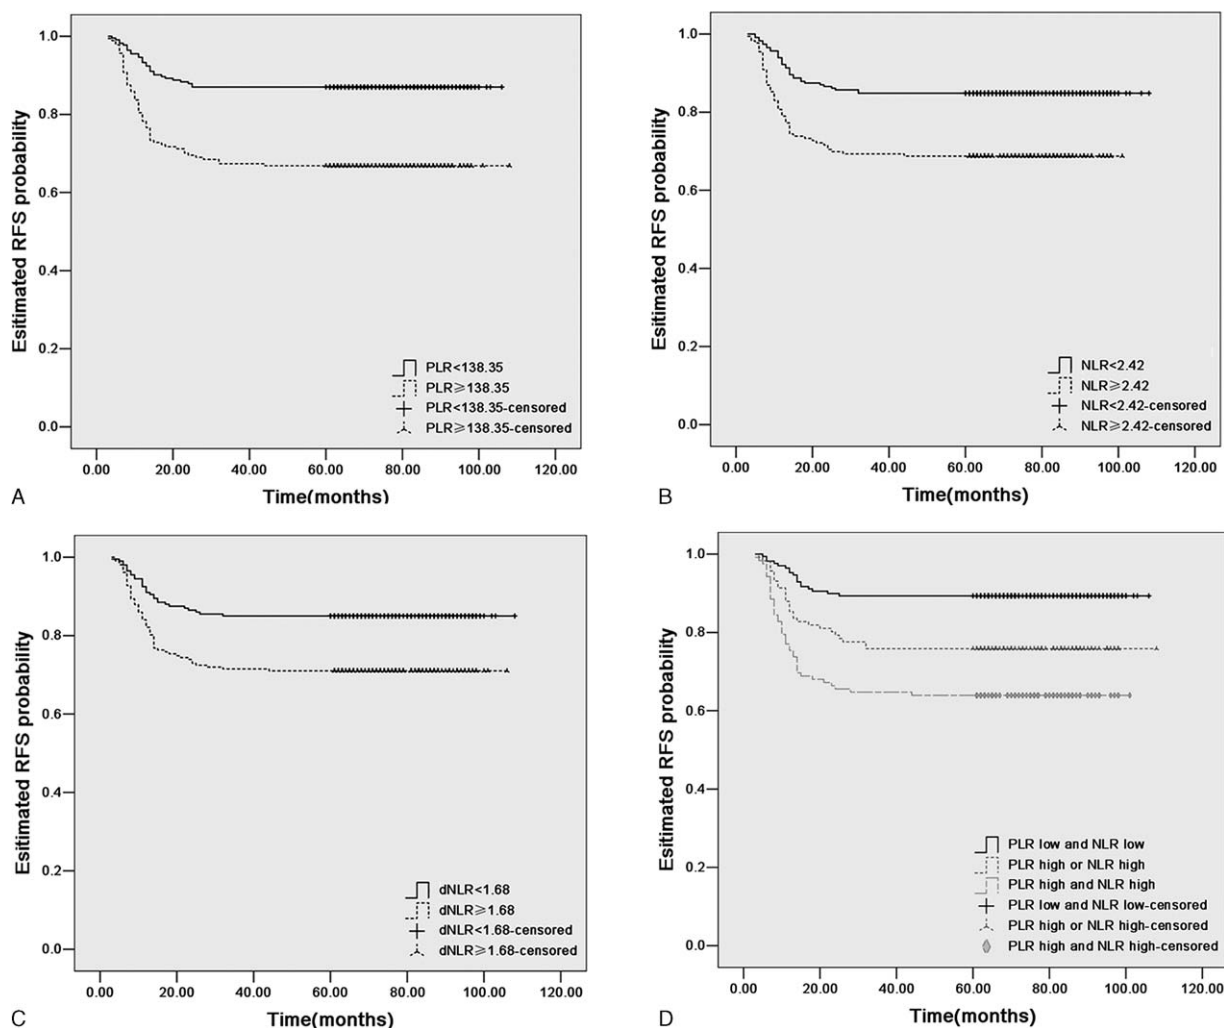 Esitimated RFS probability
1.0
0.8
0.6
0.4
0.2
0.0
PLR<138.35
PLR≥138.35
PLR<138.35-censored
PLR≥138.35-censored
0.00 20.00 40.00 60.00 80.00 100.00 120.00
Time(months)
A
Esitimated RFS probability
1.0
0.8
0.6
0.4
0.2
0.0
NLR<2.42
NLR≥2.42
NLR<2.42-censored
NLR≥2.42-censored
0.00 20.00 40.00 60.00 80.00 100.00 120.00
Time(months)
B
Esitimated RFS probability
1.0
0.8
0.6
0.4
0.2
0.0
dNLR<1.68
dNLR≥1.68
dNLR<1.68-censored
dNLR≥1.68-censored
0.00 20.00 40.00 60.00 80.00 100.00 120.00
Time(months)
C
Esitimated RFS probability
1.0
0.8
0.6
0.4
0.2
0.0
PLR low and NLR low
PLR high or NLR high
PLR high and NLR high
PLR low and NLR low-censored
PLR high or NLR high-censored
PLR high and NLR high-censored
0.00 20.00 40.00 60.00 80.00 100.00 120.00
Time(months)
D